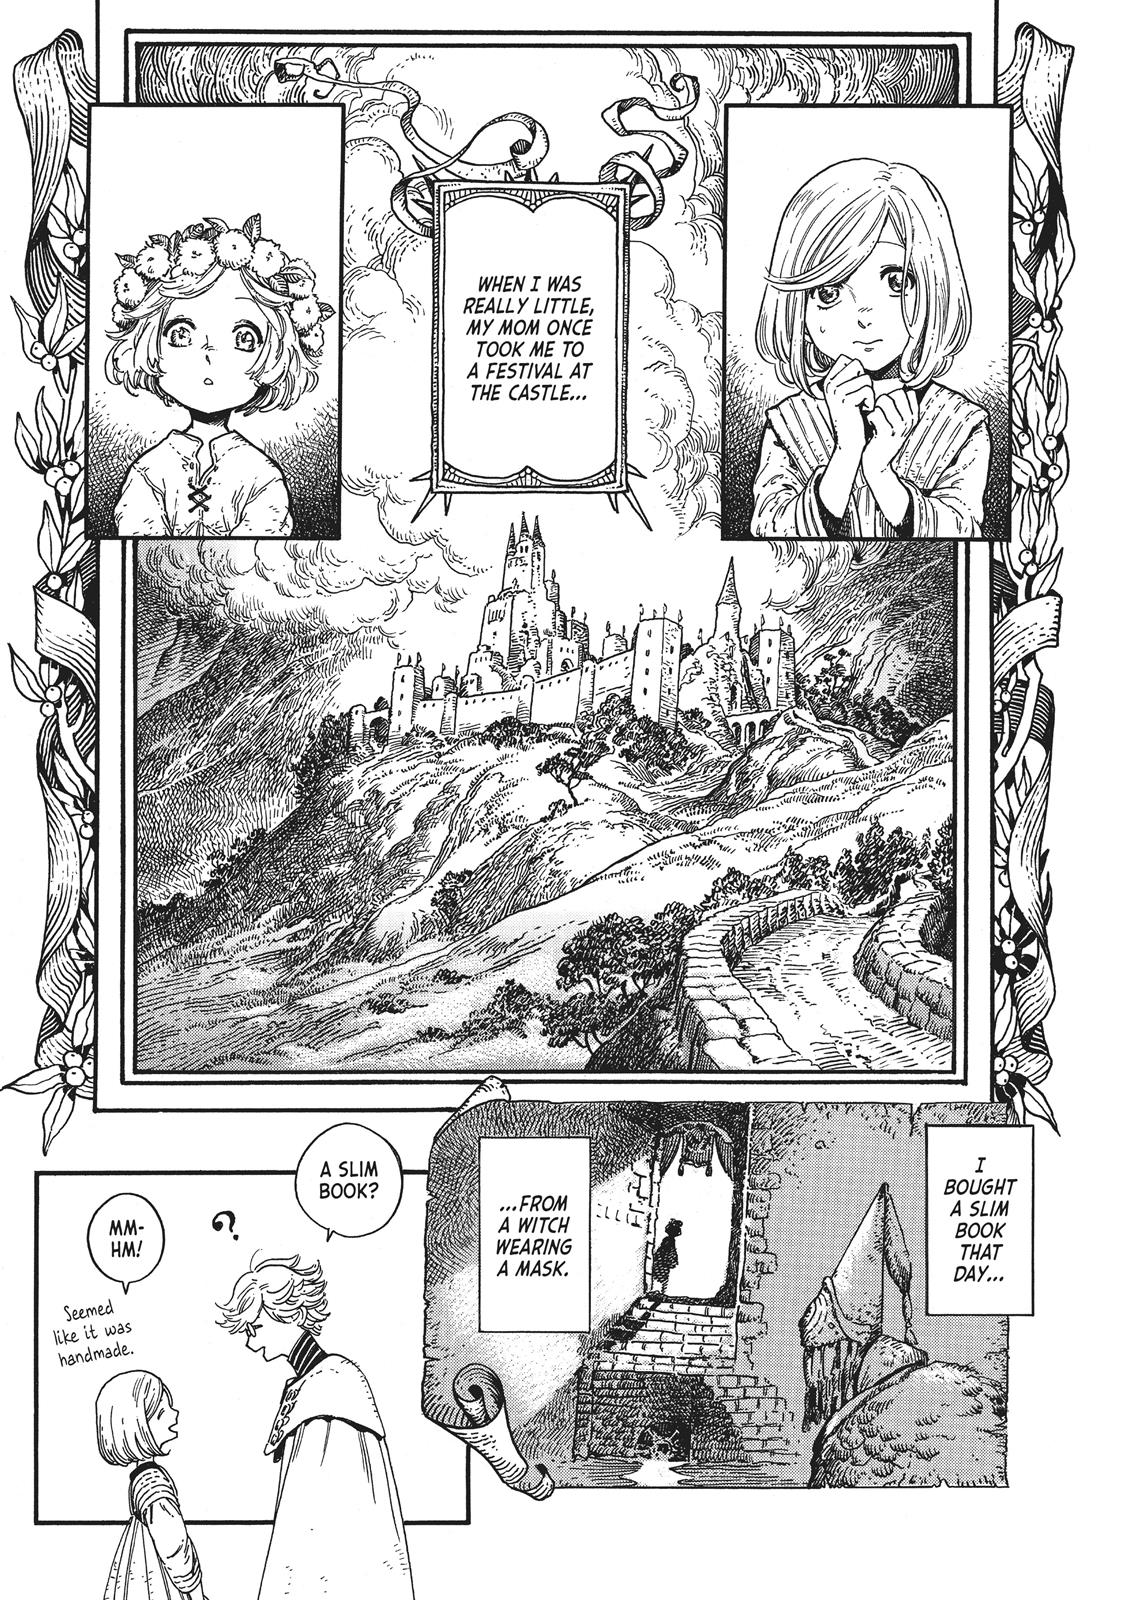 WHEN I WAS
REALLY LITTLE,
MY MOM ONCE
TOOK ME TO
A FESTIVAL AT
THE CASTLE...
I
BOUGHT
A SLIM
BOOK
THAT
DAY...
...FROM
A WITCH
WEARING
A MASK.
A SLIM
BOOK?
?
MM-
HM!
Seemed
like it was
handmade.